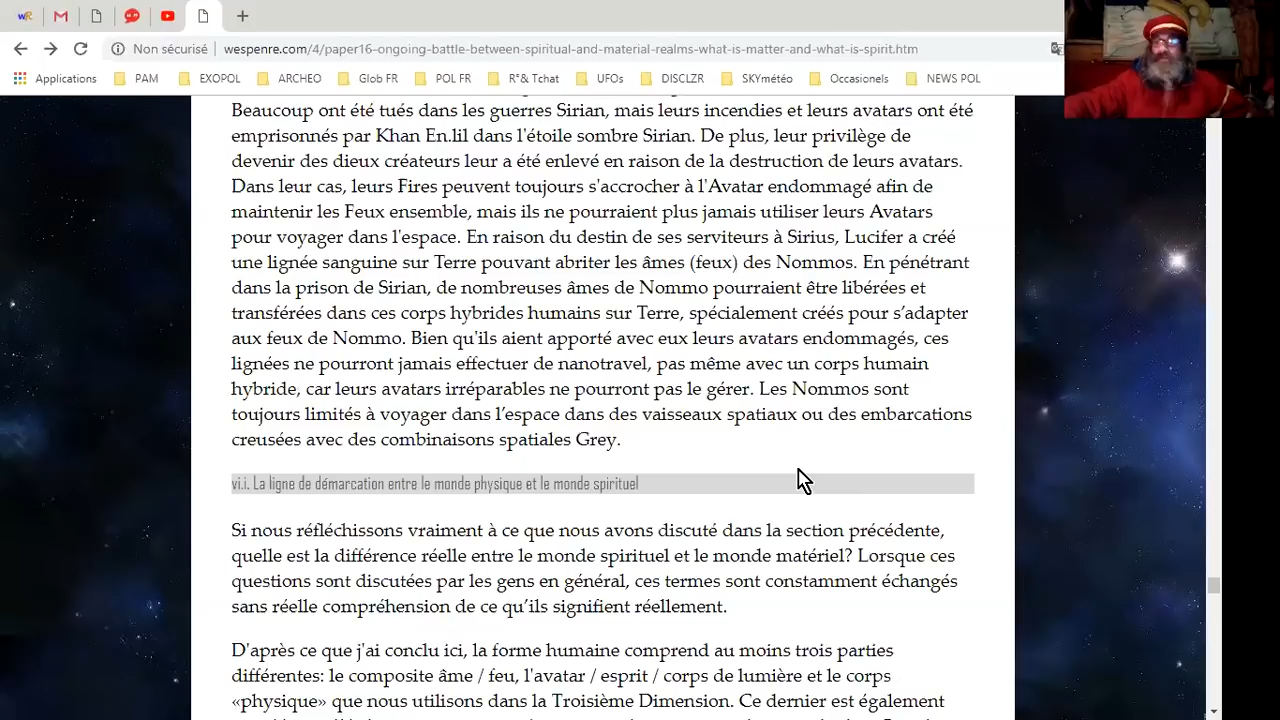 wR
Non sécurisé
wespenre.com/4/paper16-ongoing-battle-between-spiritual-and-material-realms-what-is-matter-and-what-is-spirit.htm
Applications PAM EXOPOL ARCHEO Glob FR POL FR R°& Tchat UFOs DISCLZR SKYmétéo Occasionels NEWS POL
Beaucoup ont été tués dans les guerres Sirian, mais leurs incendies et leurs avatars ont été
emprisonnés par Khan En.lil dans l'étoile sombre Sirian. De plus, leur privilège de
devenir des dieux créateurs leur a été enlevé en raison de la destruction de leurs avatars.
Dans leur cas, leurs Fires peuvent toujours s'accrocher à l'Avatar endommagé afin de
maintenir les Feux ensemble, mais ils ne pourraient plus jamais utiliser leurs Avatars
pour voyager dans l'espace. En raison du destin de ses serviteurs à Sirius, Lucifer a créé
une lignée sanguine sur Terre pouvant abriter les âmes (feux) des Nommos. En pénétrant
dans la prison de Sirian, de nombreuses âmes de Nommo pourraient être libérées et
transférées dans ces corps hybrides humains sur Terre, spécialement créés pour s’adapter
aux feux de Nommo. Bien qu'ils aient apporté avec eux leurs avatars endommagés, ces
lignées ne pourront jamais effectuer de nanotravel, pas même avec un corps humain
hybride, car leurs avatars irréparables ne pourront pas le gérer. Les Nommos sont
toujours limités à voyager dans l’espace dans des vaisseaux spatiaux ou des embarcations
creusées avec des combinaisons spatiales Grey.
vi.i. La ligne de démarcation entre le monde physique et le monde spirituel
Si nous réfléchissons vraiment à ce que nous avons discuté dans la section précédente,
quelle est la différence réelle entre le monde spirituel et le monde matériel? Lorsque ces
questions sont discutées par les gens en général, ces termes sont constamment échangés
sans réelle compréhension de ce qu’ils signifient réellement.
D'après ce que j'ai conclu ici, la forme humaine comprend au moins trois parties
différentes: le composite âme / feu, l'avatar / esprit / corps de lumière et le corps
«physique» que nous utilisons dans la Troisième Dimension. Ce dernier est également